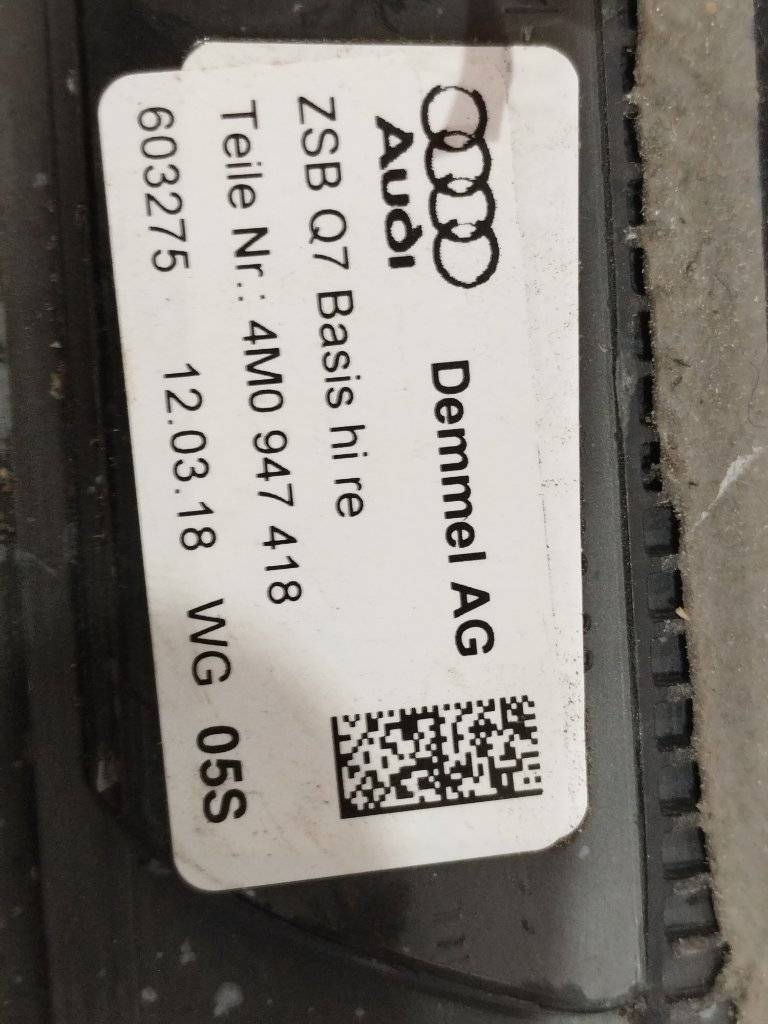 Audi Demmel AG
ZSB Q7 Basis hi re
Teile Nr.: 4M0 947 418
603275 12.03.18 WG 05S